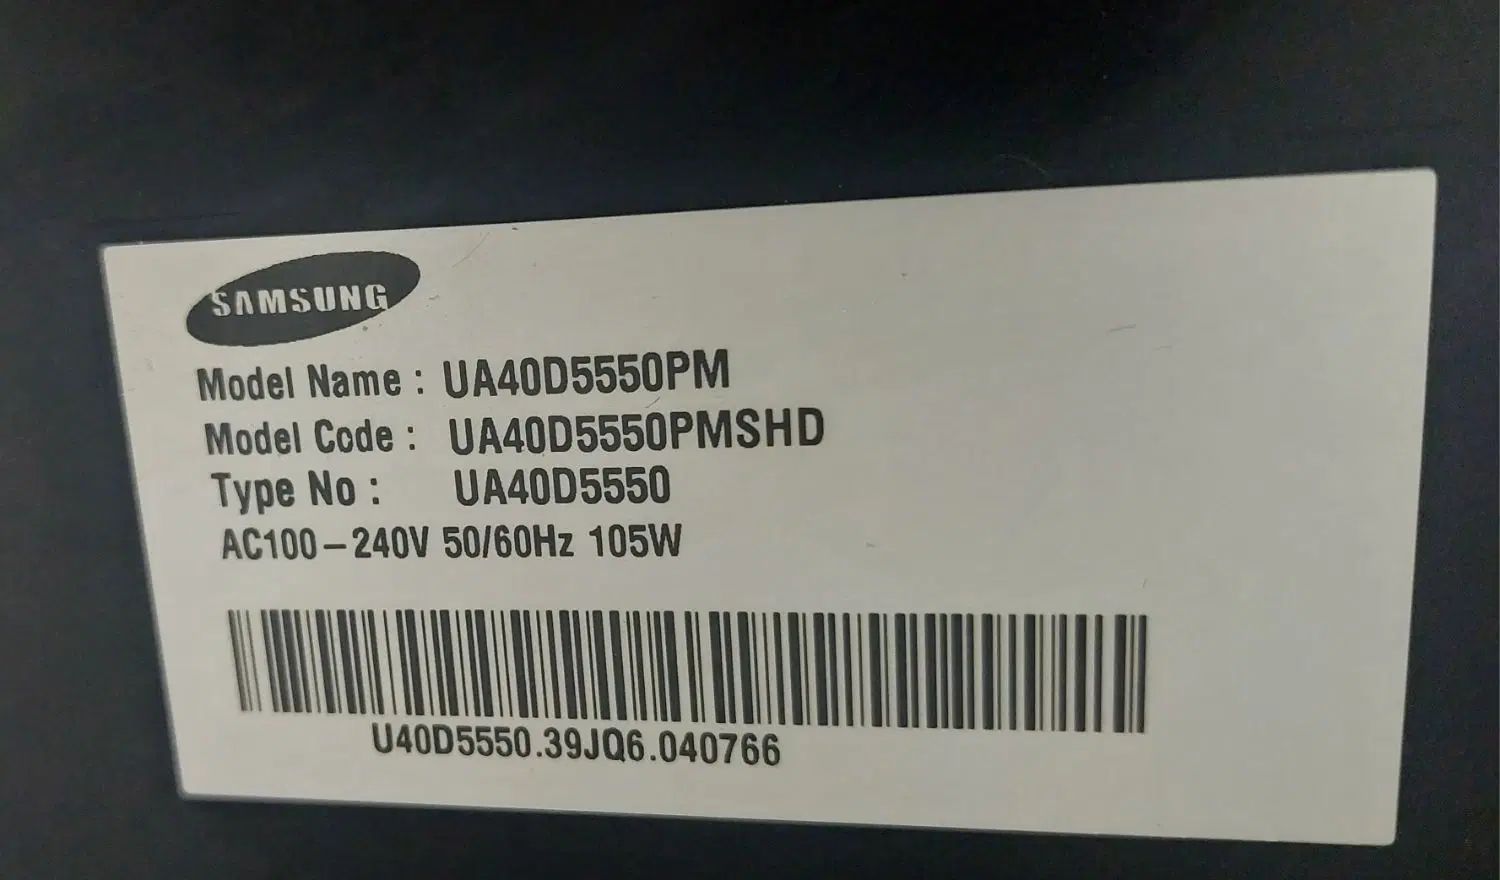 SAMSUNG
Model Name : UA40D5550PM
Model Code : UA40D5550PMSHD
Type No : UA40D5550
AC100-240V 50/60Hz 105W
U40D5550.39JQ6.040766